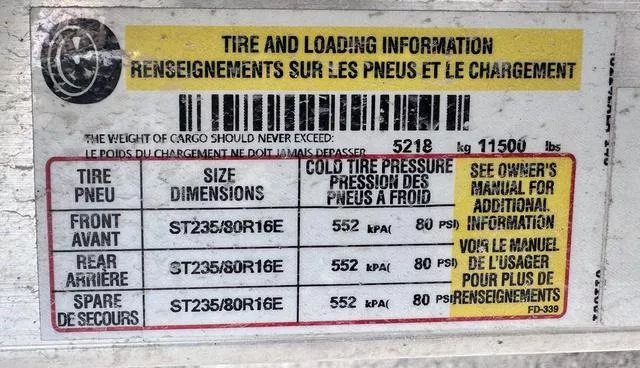 TIRE AND LOADING INFORMATION
RENSEIGNEMENTS SUR LES PNEUS ET LE CHARGEMENT
THE WEIGHT OF CARGO SHOULD NEVER EXCEED:
LE POIDS DU CHARGEMENT NE DOIT JAMAIS DEPASSER 5218 kg 11500 lbs
TIRE
PNEU
SIZE
DIMENSIONS
COLD TIRE PRESSURE
PRESSION DES
PNEUS À FROID
FRONT
AVANT
ST235/80R16E
552 kPA( 80 PSI)
REAR
ARRIÈRE
ST235/80R16E
552 kPA( 80 PSI)
SPARE
DE SECOURS
ST235/80R16E
552 kPA( 80 PSI
SEE OWNER'S
MANUAL FOR
ADDITIONAL
INFORMATION
VOIR LE MANUEL
DE L'USAGER
POUR PLUS DE
RENSEIGNEMENTS
FD-339